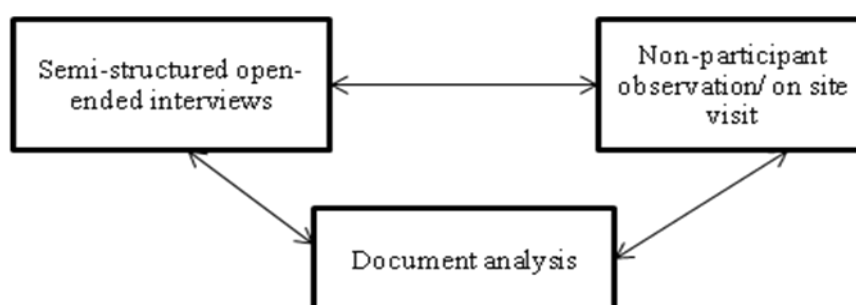 Semi-structured open-
ended interviews
Non-participant
observation/ on site
visit
Document analysis